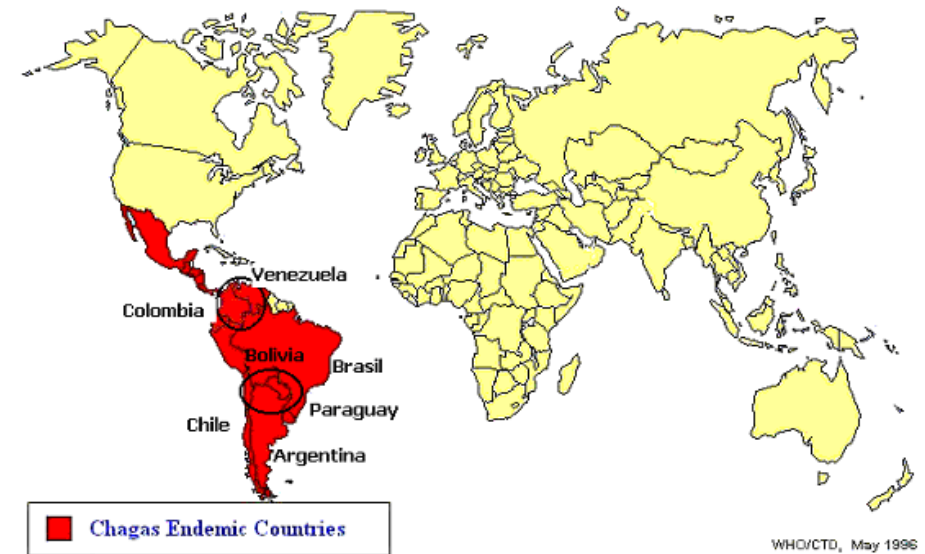 Venezuela
Colombia
Bolivia
Brasil
Paraguay
Chile
Argentina
Chagas Endemic Countries
WHO/CTD, May 1996